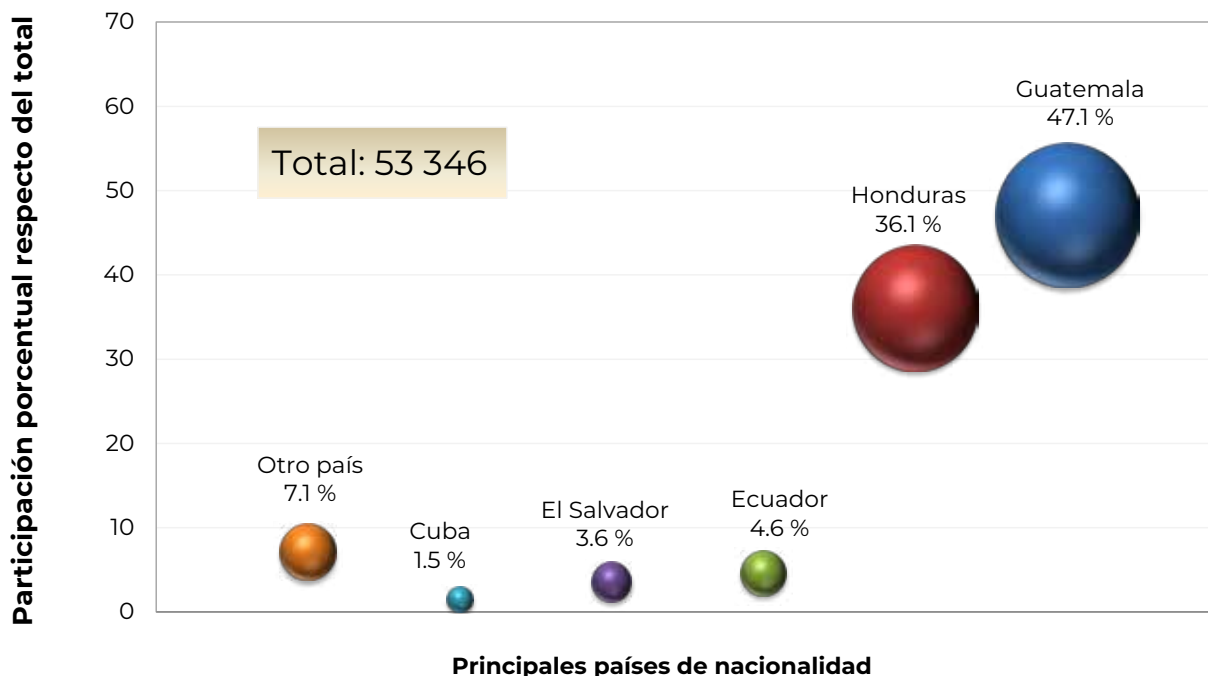 Participación porcentual respecto del total
70
60
50
40
30
20
10
0
Total: 53 346
Otro país
7.1 %
Cuba
1.5 %
El Salvador
3.6 %
Ecuador
4.6 %
Honduras
36.1 %
Guatemala
47.1 %
Principales países de nacionalidad